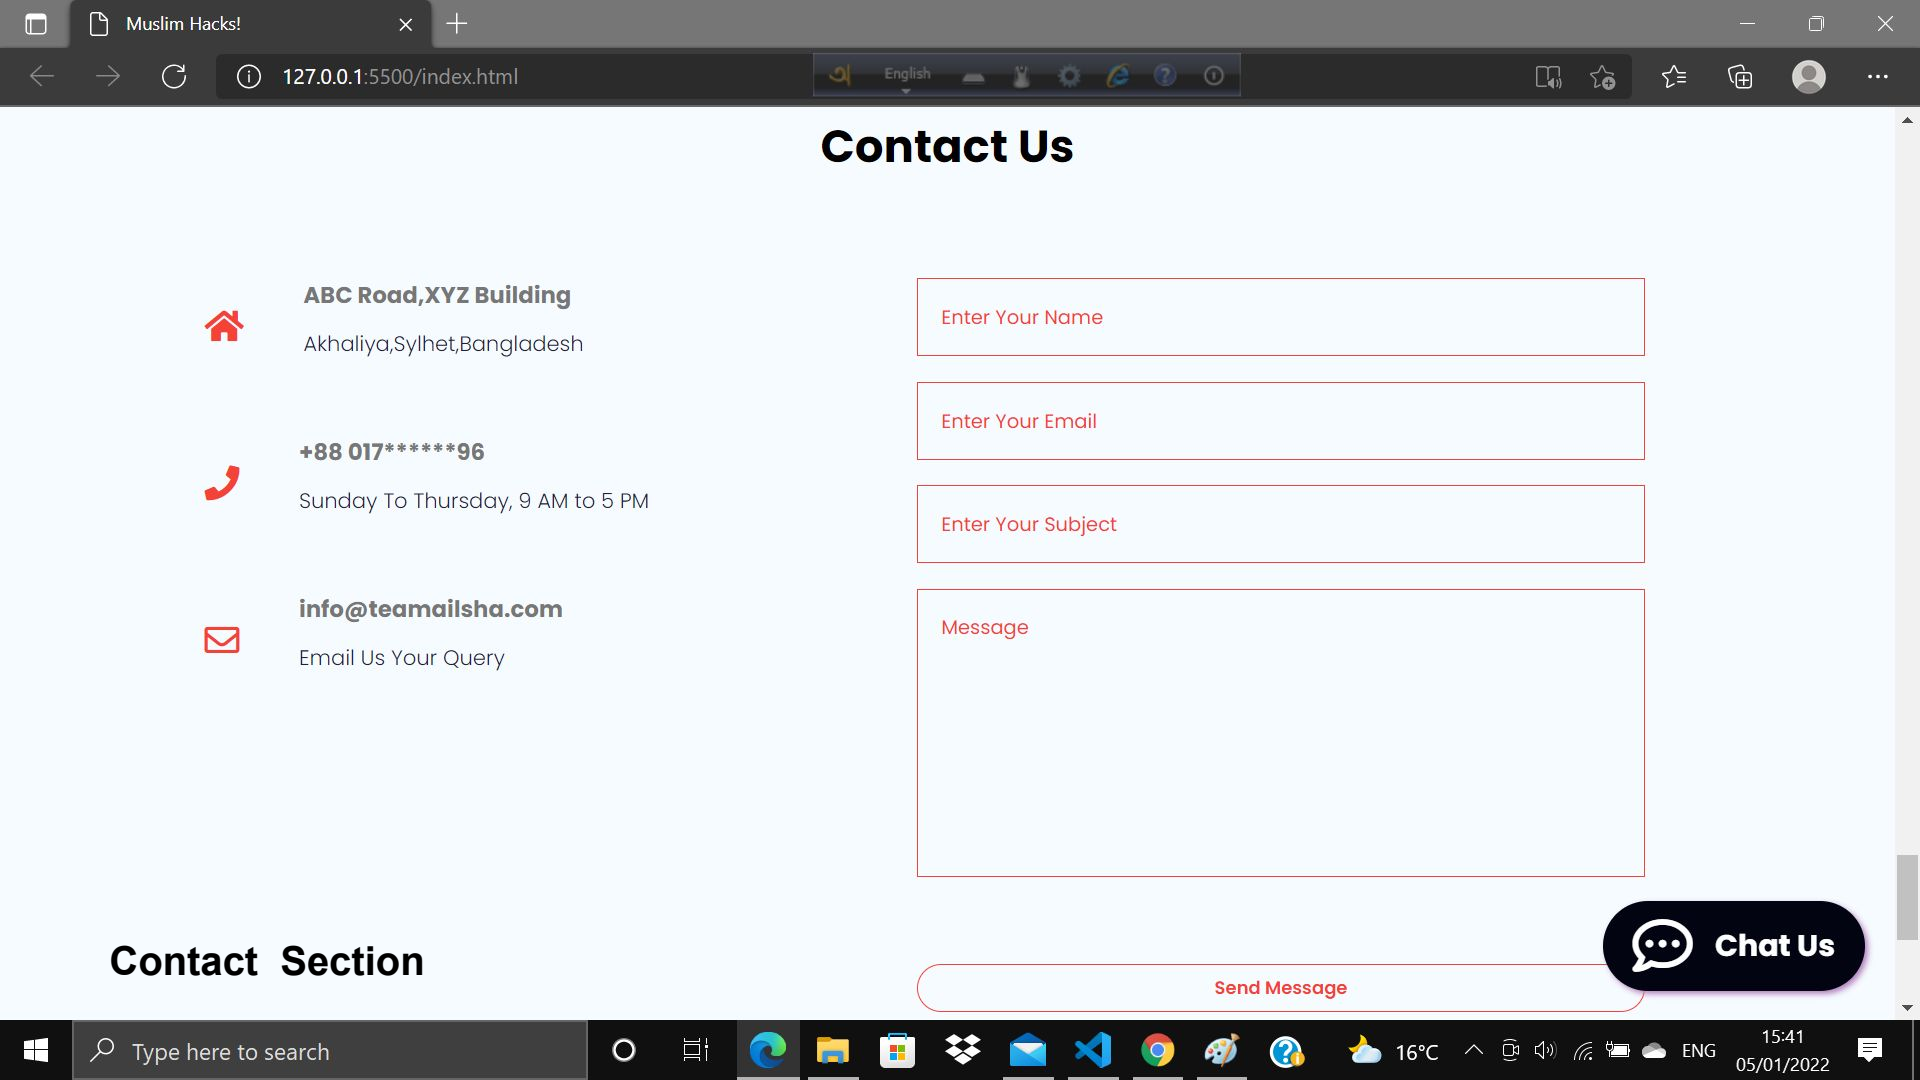 Muslim Hacks!
127.0.0.1:5500/index.html
English
Contact Us
ABC Road,XYZ Building
Akhaliya,Sylhet,Bangladesh
+88 017******96
Sunday To Thursday, 9 AM to 5 PM
info@teamailsha.com
Email Us Your Query
Enter Your Name
Enter Your Email
Enter Your Subject
Message
Send Message
Chat Us
Contact Section
Type here to search
16°C
ENG
15:41
05/01/2022